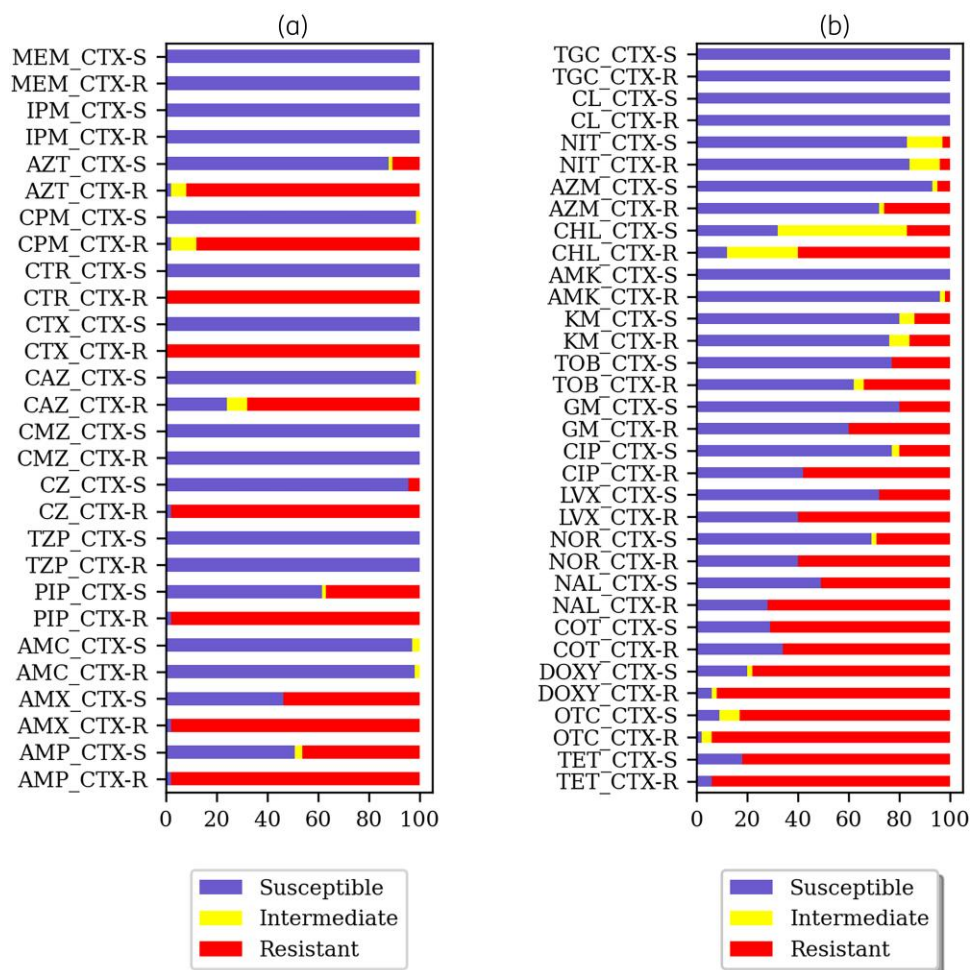 (a)
MEM_CTX-S
MEM_CTX-R
IPM_CTX-S
IPM_CTX-R
AZT_CTX-S
AZT_CTX-R
CPM_CTX-S
CPM_CTX-R
CTR_CTX-S
CTR_CTX-R
CTX_CTX-S
CTX_CTX-R
CAZ_CTX-S
CAZ_CTX-R
CMZ_CTX-S
CMZ_CTX-R
CZ_CTX-S
CZ_CTX-R
TZP_CTX-S
TZP_CTX-R
PIP_CTX-S
PIP_CTX-R
AMC_CTX-S
AMC_CTX-R
AMX_CTX-S
AMX_CTX-R
AMP_CTX-S
AMP_CTX-R
0 20 40 60 80 100
Susceptible
Intermediate
Resistant
(b)
TGC_CTX-S
TGC_CTX-R
CL_CTX-S
CL_CTX-R
NIT_CTX-S
NIT_CTX-R
AZM_CTX-S
AZM_CTX-R
CHL_CTX-S
CHL_CTX-R
AMK_CTX-S
AMK_CTX-R
KM_CTX-S
KM_CTX-R
TOB_CTX-S
TOB_CTX-R
GM_CTX-S
GM_CTX-R
CIP_CTX-S
CIP_CTX-R
LVX_CTX-S
LVX_CTX-R
NOR_CTX-S
NOR_CTX-R
NAL_CTX-S
NAL_CTX-R
COT_CTX-S
COT_CTX-R
DOXY_CTX-S
DOXY_CTX-R
OTC_CTX-S
OTC_CTX-R
TET_CTX-S
TET_CTX-R
0 20 40 60 80 100
Susceptible
Intermediate
Resistant